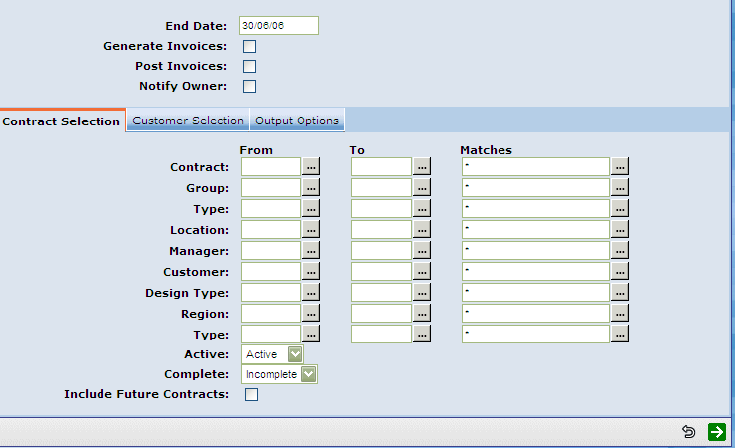 End Date: 30/06/06
Generate Invoices:
Post Invoices:
Notify Owner:
Contract Selection Customer Selection Output Options
From To Matches
Contract: ... ... * ...
Group: ... ... * ...
Type: ... ... * ...
Location: ... ... * ...
Manager: ... ... * ...
Customer: ... ... * ...
Design Type: ... ... * ...
Region: ... ... * ...
Type: ... ... * ...
Active: Active
Complete: Incomplete
Include Future Contracts: